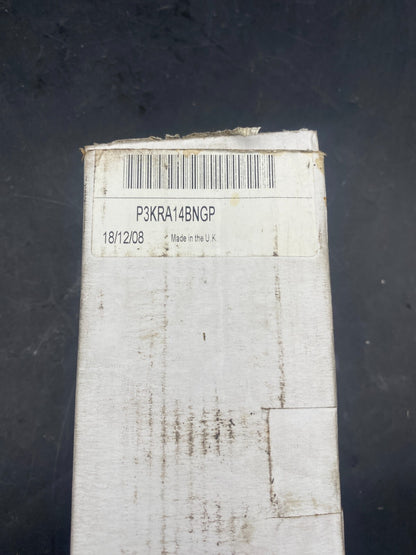 P3KRA14BNGP
18/12/08 Made in the U.K.